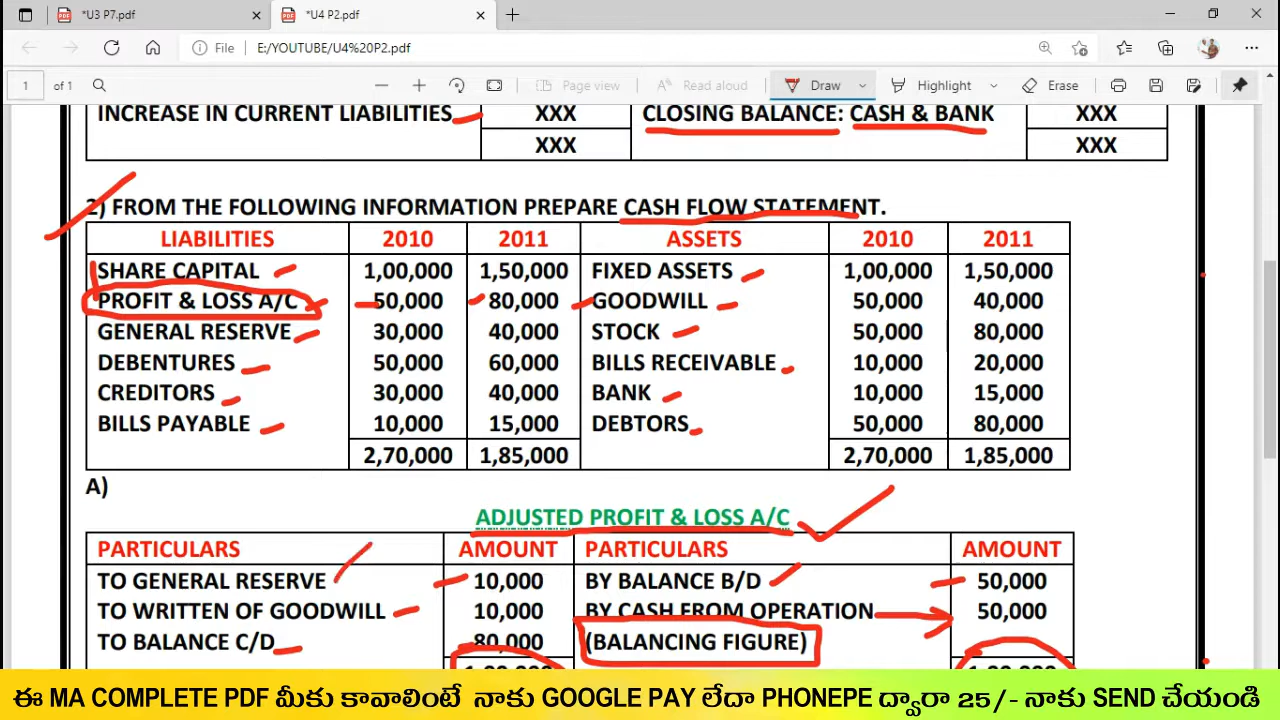 *U3 P7.pdf *U4 P2.pdf
File E:/YOUTUBE/U4%20P2.pdf
1 of 1 Page view Read aloud Draw Highlight Erase
INCREASE IN CURRENT LIABILITIES XXX CLOSING BALANCE: CASH & BANK XXX
XXX XXX
2) FROM THE FOLLOWING INFORMATION PREPARE CASH FLOW STATEMENT.
LIABILITIES 2010 2011 ASSETS 2010 2011
SHARE CAPITAL 1,00,000 1,50,000 FIXED ASSETS 1,00,000 1,50,000
PROFIT & LOSS A/C 50,000 80,000 GOODWILL 50,000 40,000
GENERAL RESERVE 30,000 40,000 STOCK 50,000 80,000
DEBENTURES 50,000 60,000 BILLS RECEIVABLE 10,000 20,000
CREDITORS 30,000 40,000 BANK 10,000 15,000
BILLS PAYABLE 10,000 15,000 DEBTORS 50,000 80,000
2,70,000 1,85,000 2,70,000 1,85,000
A)
ADJUSTED PROFIT & LOSS A/C
PARTICULARS AMOUNT PARTICULARS AMOUNT
TO GENERAL RESERVE 10,000 BY BALANCE B/D 50,000
TO WRITTEN OF GOODWILL 10,000 BY CASH FROM OPERATION 50,000
TO BALANCE C/D 80,000 (BALANCING FIGURE)
ఈ MA COMPLETE PDF మీకు కావాలింటే నాకు GOOGLE PAY లేదా PHONEPE ద్వారా 25/- నాకు SEND చేయండి